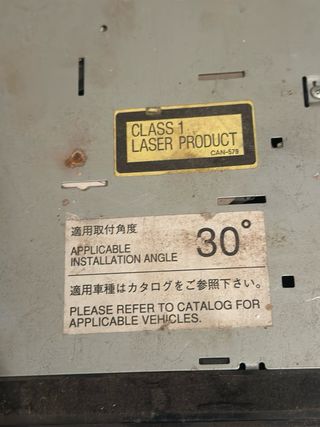 CLASS 1
LASER PRODUCT
CAN-579
適用取付角度
APPLICABLE
INSTALLATION ANGLE
30°
適用車種はカタログをご参照下さい。
PLEASE REFER TO CATALOG FOR
APPLICABLE VEHICLES.